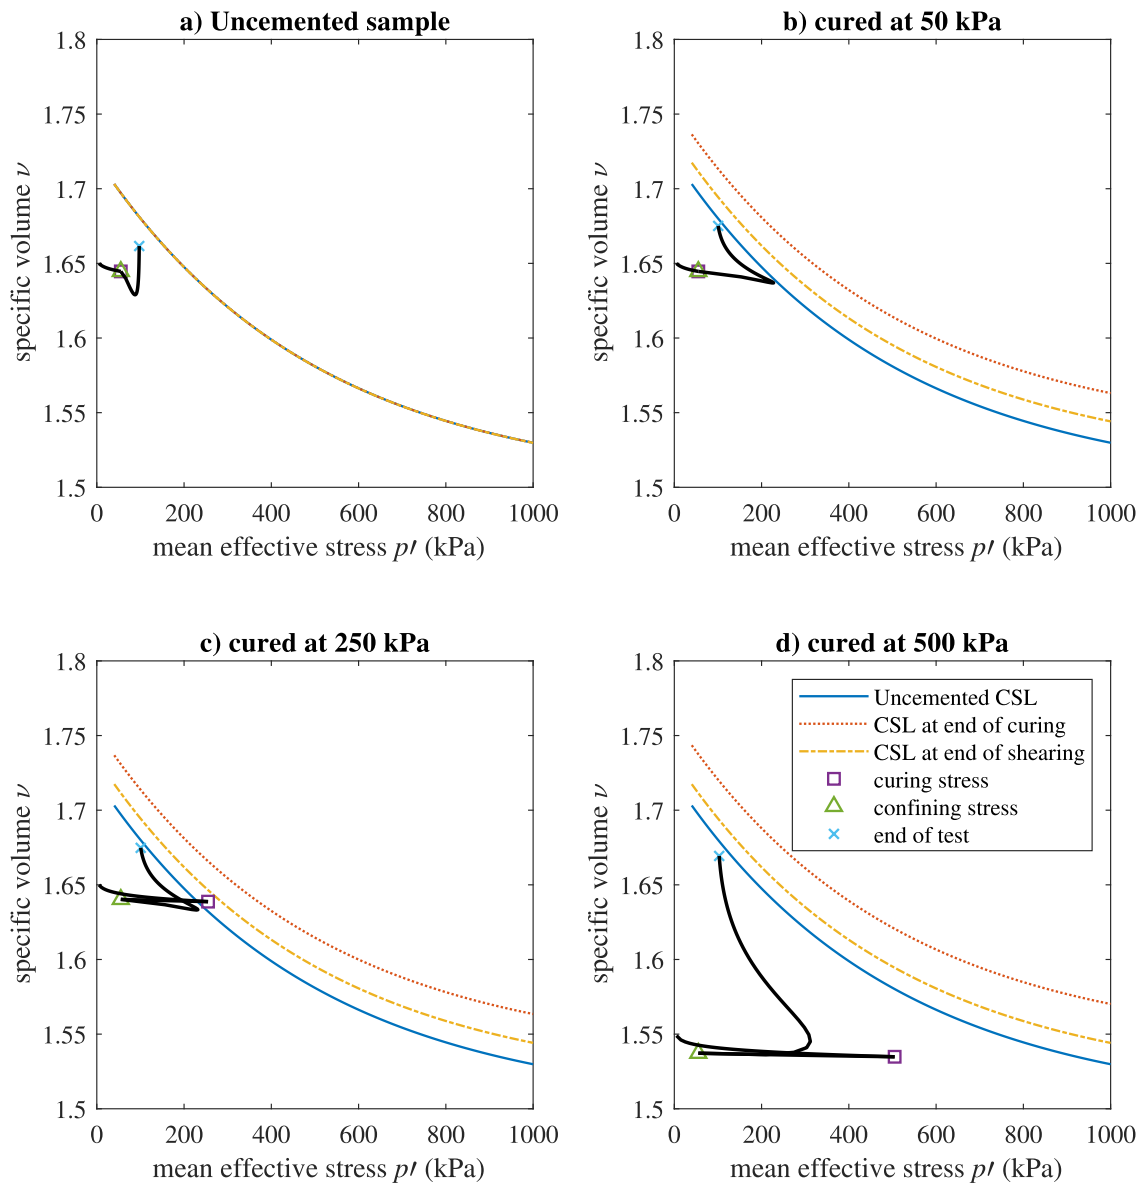 a) Uncemented sample
1.8
1.75
1.7
1.65
1.6
1.55
1.5
specific volume ν
0 200 400 600 800 1000
mean effective stress p′ (kPa)
b) cured at 50 kPa
1.8
1.75
1.7
1.65
1.6
1.55
1.5
specific volume ν
0 200 400 600 800 1000
mean effective stress p′ (kPa)
c) cured at 250 kPa
1.8
1.75
1.7
1.65
1.6
1.55
1.5
specific volume ν
0 200 400 600 800 1000
mean effective stress p′ (kPa)
d) cured at 500 kPa
1.8
1.75
1.7
1.65
1.6
1.55
1.5
specific volume ν
Uncemented CSL
CSL at end of curing
CSL at end of shearing
curing stress
confining stress
end of test
0 200 400 600 800 1000
mean effective stress p′ (kPa)